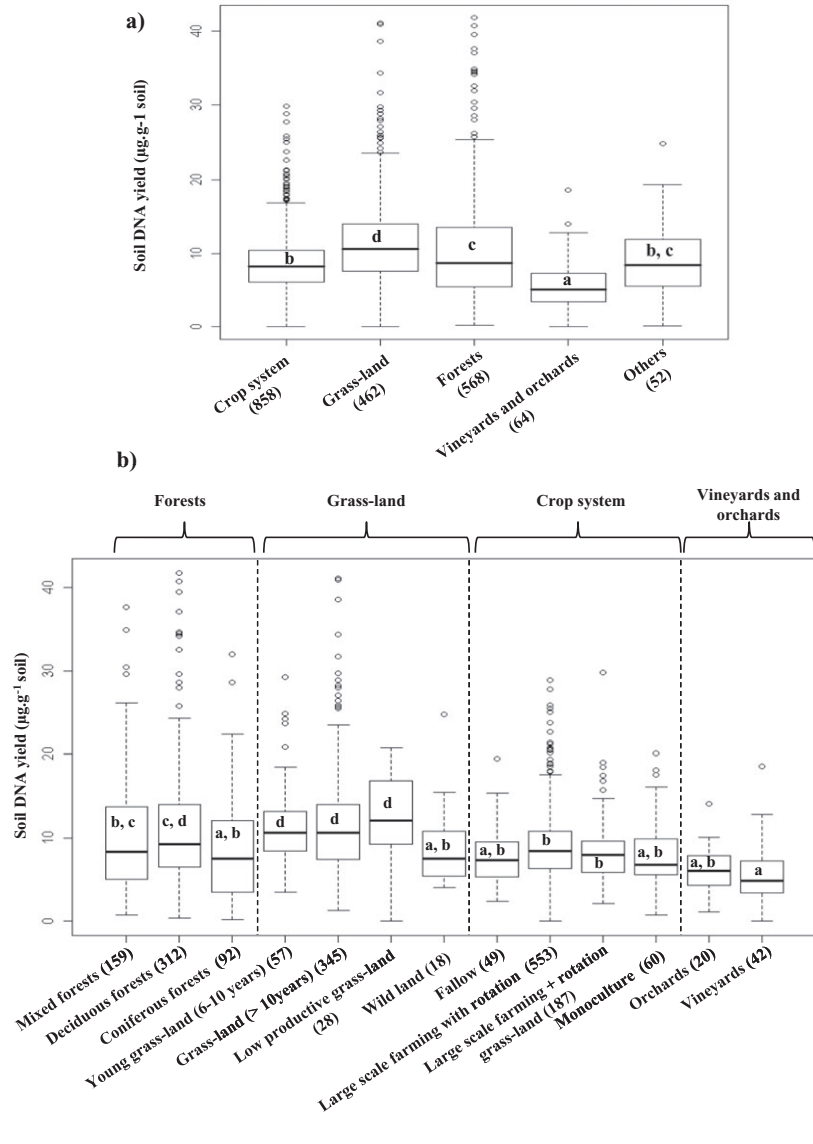 a)
Soil DNA yield (µg.g-1 soil)
40
30
20
10
0
b
d
c
a
b, c
Crop system
(858)
Grass-land
(462)
Forests
(568)
Vineyards and orchards
(64)
Others
(52)
b)
Forests
Grass-land
Crop system
Vineyards and
orchards
Soil DNA yield (µg.g-1 soil)
40
30
20
10
0
b, c
c, d
a, b
d
d
d
a, b
a, b
b
b
a, b
a, b
a
Mixed forests (159)
Deciduous forests (312)
Coniferous forests (92)
Young grass-land (6-10 years) (57)
Grass-land (> 10years) (345)
Low productive grass-land
(28)
Wild land (18)
Fallow (49)
Large scale farming with rotation (553)
Large scale farming + rotation
grass-land (187)
Monoculture (60)
Orchards (20)
Vineyards (42)